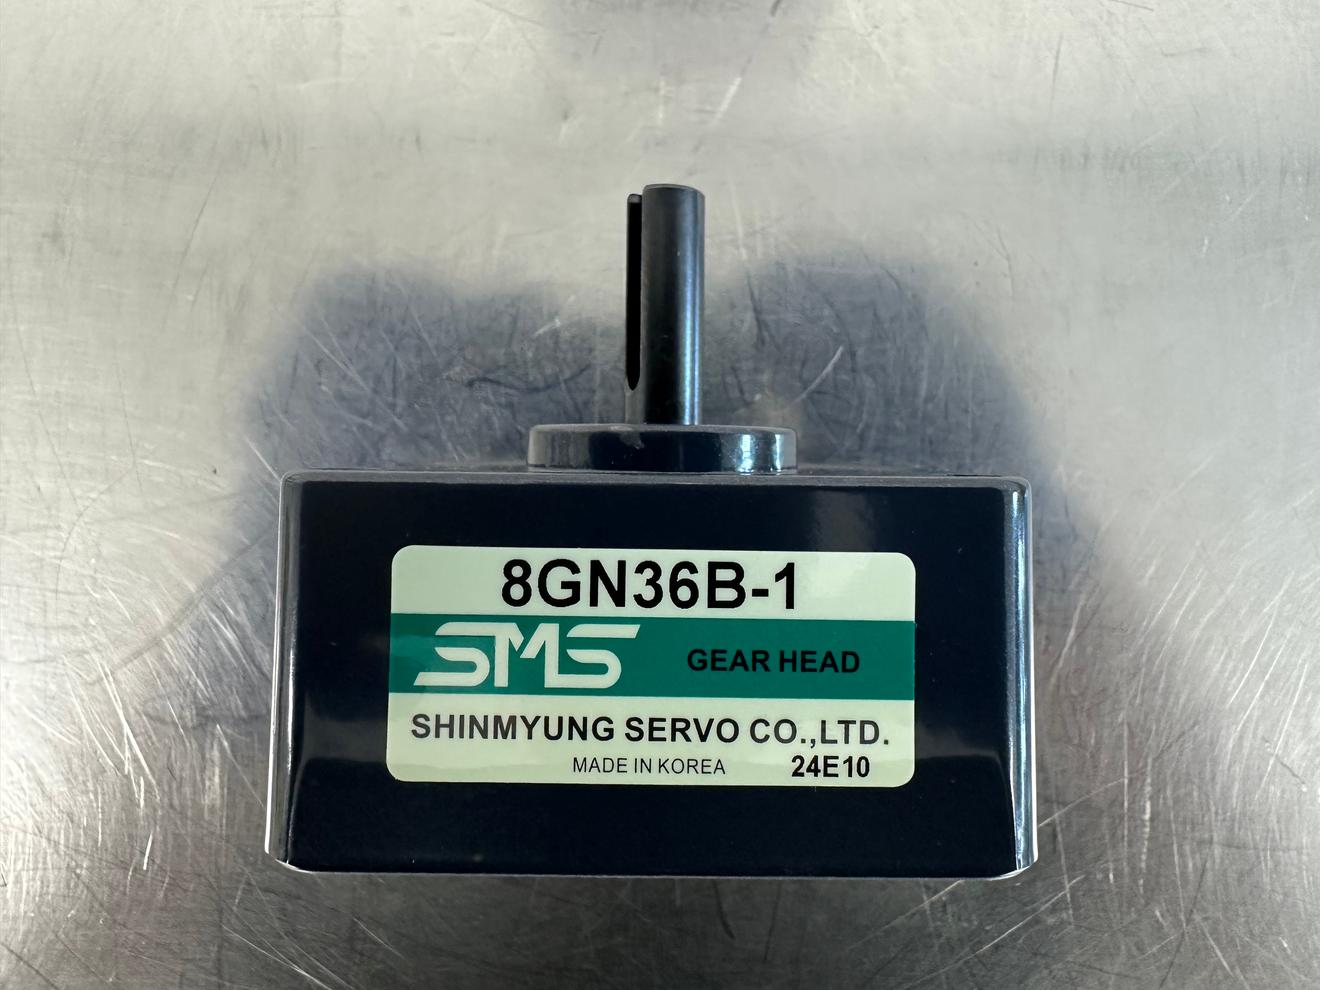 8GN36B-1
SMS GEAR HEAD
SHINMYUNG SERVO CO.,LTD.
MADE IN KOREA 24E10